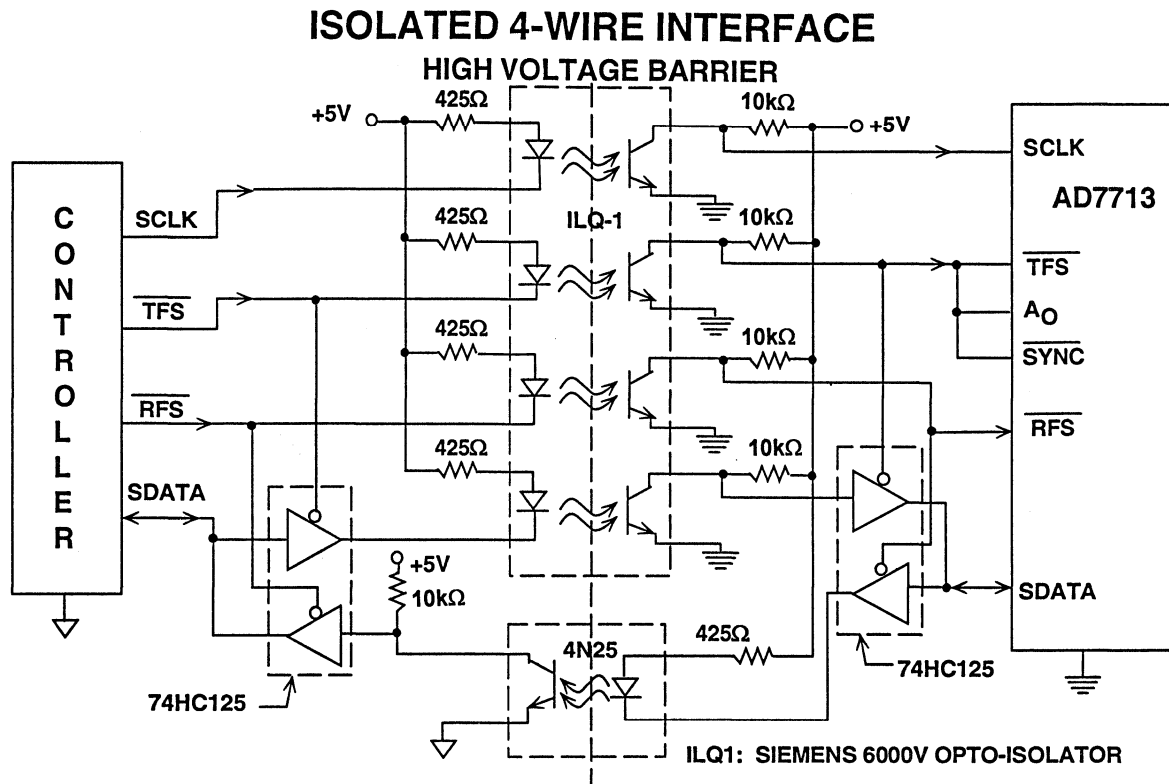 ISOLATED 4-WIRE INTERFACE
HIGH VOLTAGE BARRIER
425Ω
10kΩ
+5V
+5V
SCLK
AD7713
CONTROLLER
SCLK
425Ω
ILQ-1
10kΩ
TFS
TFS
A0
SYNC
425Ω
10kΩ
RFS
RFS
425Ω
10kΩ
SDATA
+5V
10kΩ
SDATA
4N25
425Ω
74HC125
74HC125
ILQ1: SIEMENS 6000V OPTO-ISOLATOR